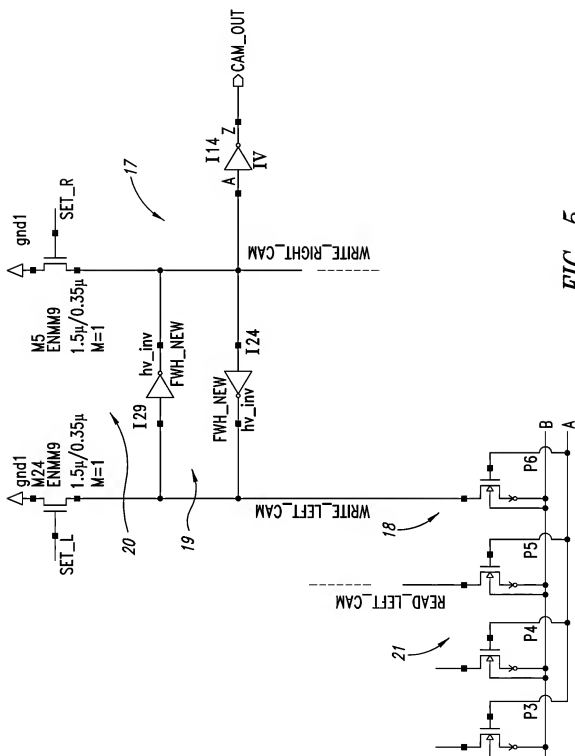 gnd1
M24
ENMM9
1.5μ/0.35μ
M=1
SET_L
20
gnd1
M5
ENMM9
1.5μ/0.35μ
M=1
SET_R
17
I29
hv_inv
FWH_NEW
19
FWH_NEW
hv_inv
I24
I14
A
Z
IV
CAM_OUT
WRITE_LEFT_CAM
WRITE_RIGHT_CAM
READ_LEFT_CAM
18
21
P3
P4
P5
P6
B
A
FIG. 5